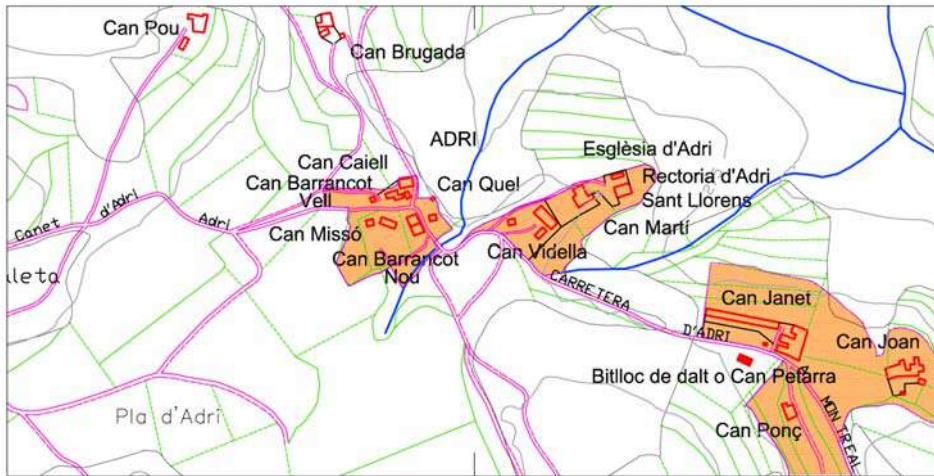 Can Pou
Can Brugada
ADRI
Esglèsia d'Adri
Can Caiell
Rectoria d'Adri
Can Barrancot
Vell
Can Quel
Sant Llorens
Canet d'Adri
Adri
Can Missó
Can Martí
Can Vidella
Can Barrancot
Nou
CARRETERA D'ADRI
Can Janet
Can Joan
Bitlloc de dalt o Can Petarra
Pla d'Adri
Can Ponç
MONTREAL